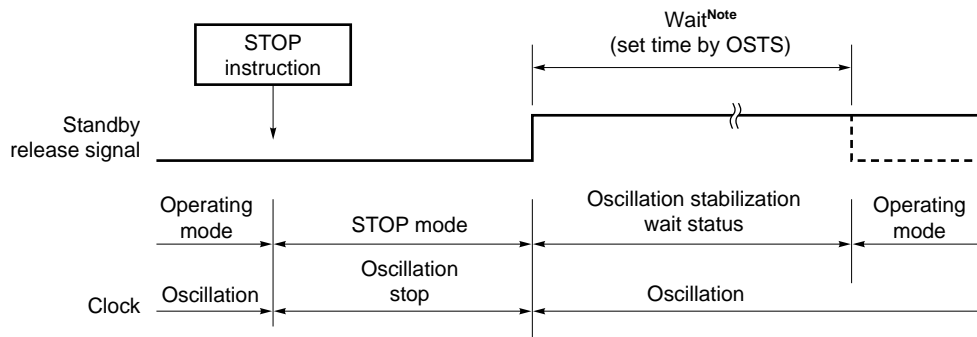 Wait^Note
(set time by OSTS)
STOP
instruction
Standby
release signal
Operating
mode
STOP mode
Oscillation stabilization
wait status
Operating
mode
Clock
Oscillation
Oscillation
stop
Oscillation